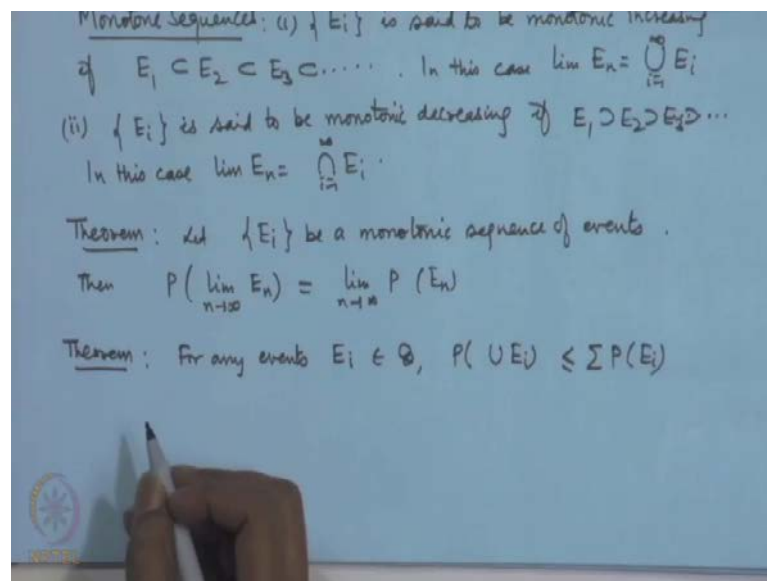 Monotone Sequences: (i) {Ei} is said to be monotonic increasing
if E1 ⊂ E2 ⊂ E3 ⊂ ..... . In this case lim En = ∞⋃i=1 Ei
(ii) {Ei} is said to be monotonic decreasing if E1 ⊃ E2 ⊃ E3 ⊃ ...
In this case lim En = ∞⋂i=1 Ei .
Theorem : Let {Ei} be a monotonic sequence of events .
Then P( lim n→∞ En) = lim n→∞ P (En)
Theorem : For any events Ei ∈ 𝓑, P( ∪ Ei) ≤ Σ P(Ei)
NPTEL